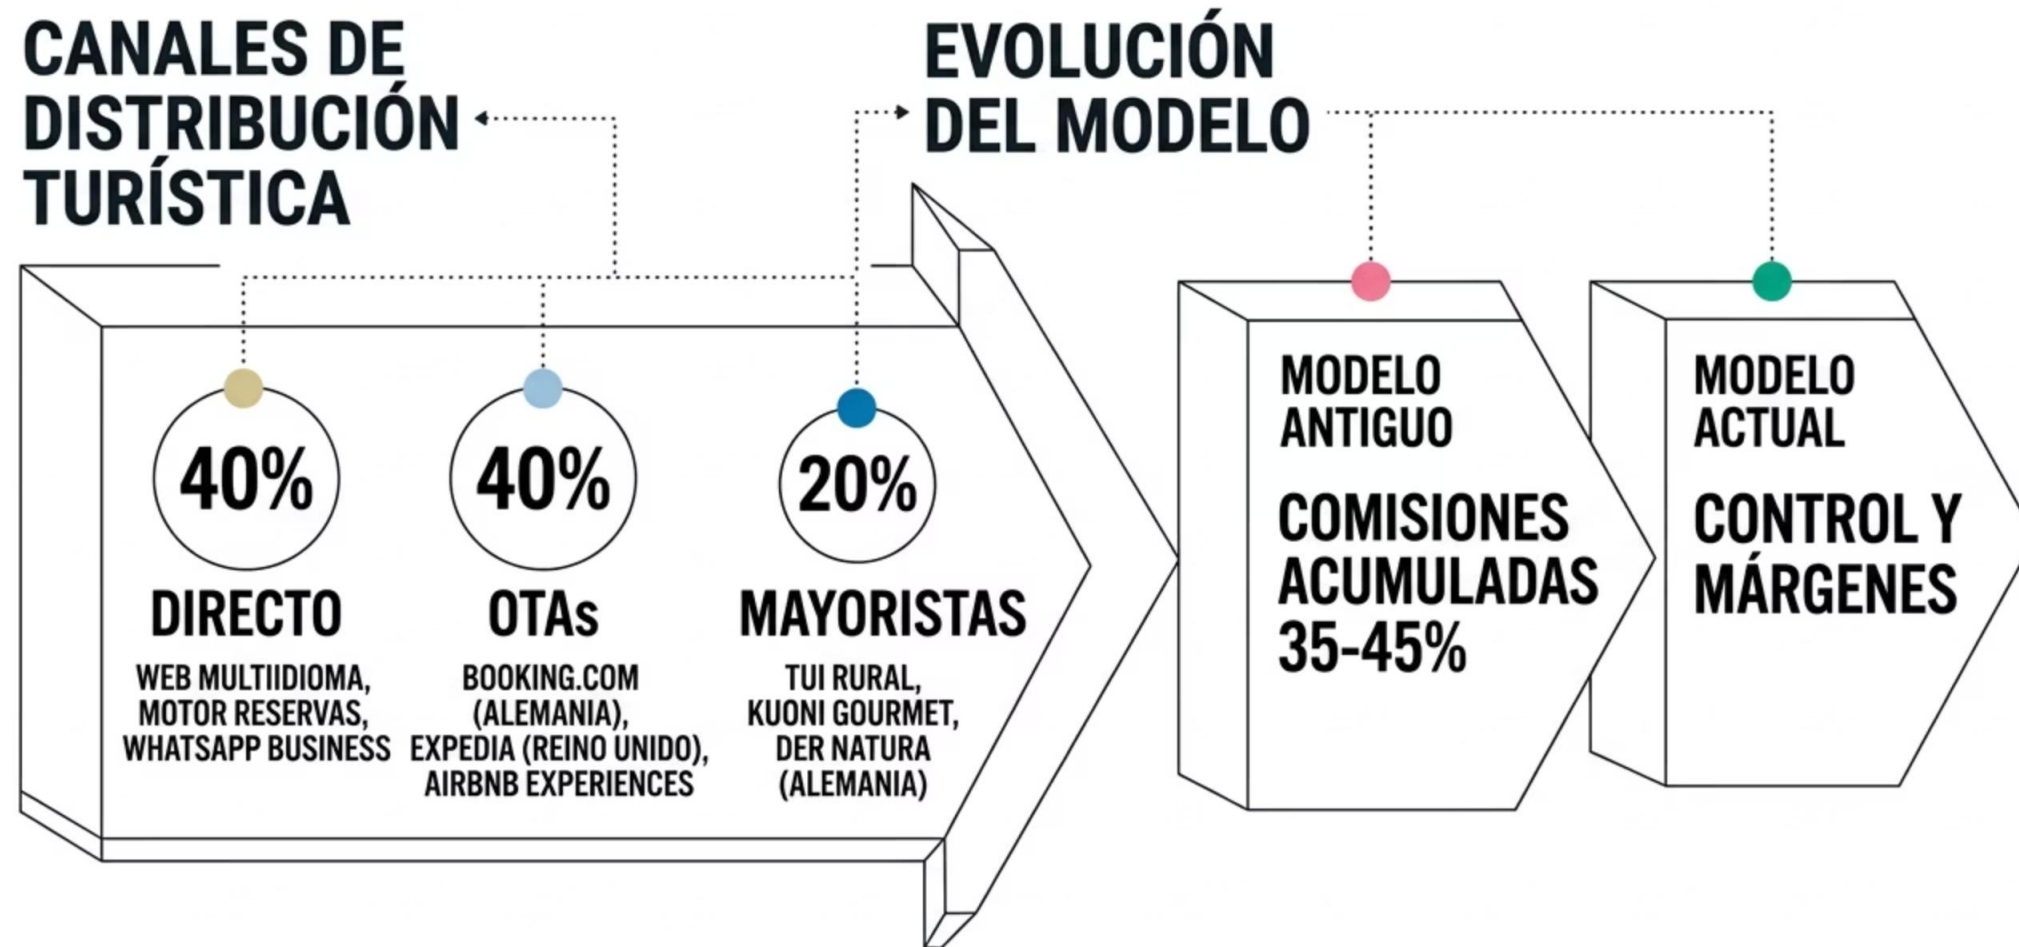 CANALES DE
DISTRIBUCIÓN
TURÍSTICA
EVOLUCIÓN
DEL MODELO
40%
DIRECTO
WEB MULTIIDIOMA,
MOTOR RESERVAS,
WHATSAPP BUSINESS
40%
OTAs
BOOKING.COM
(ALEMANIA),
EXPEDIA (REINO UNIDO),
AIRBNB EXPERIENCES
20%
MAYORISTAS
TUI RURAL,
KUONI GOURMET,
DER NATURA
(ALEMANIA)
MODELO
ANTIGUO
COMISIONES
ACUMULADAS
35-45%
MODELO
ACTUAL
CONTROL Y
MÁRGENES